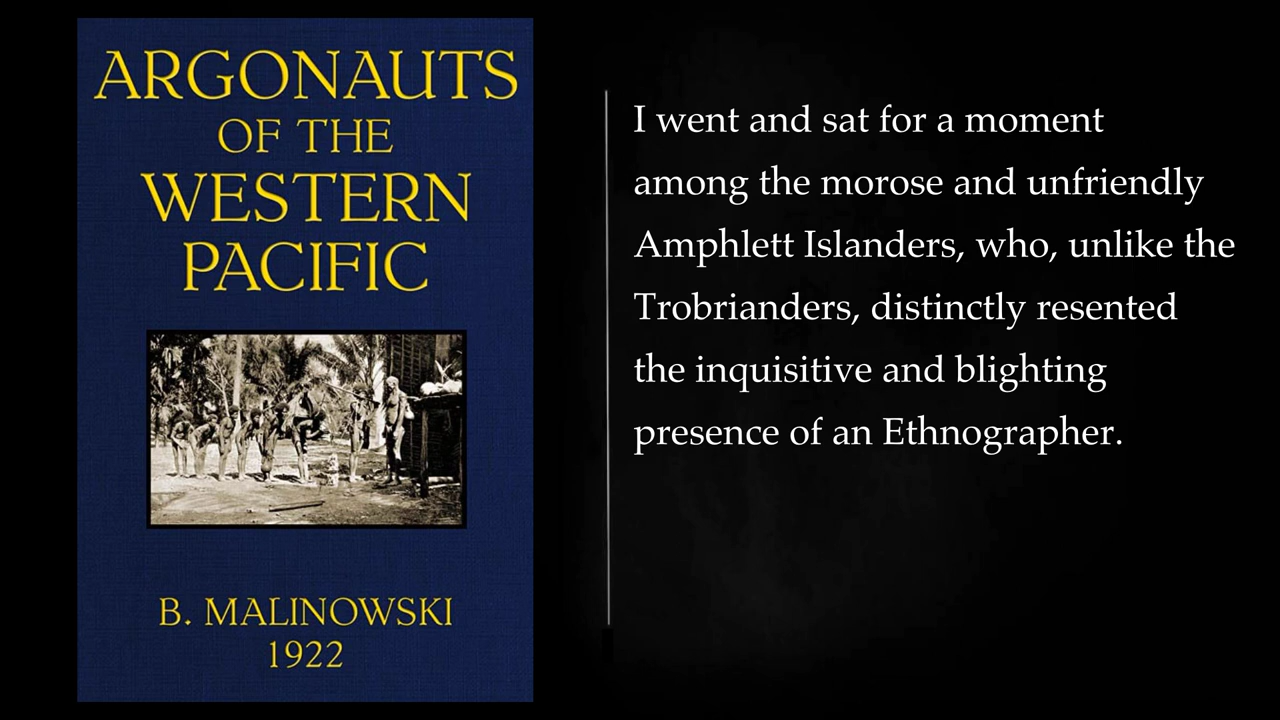 ARGONAUTS
OF THE
WESTERN
PACIFIC
B. MALINOWSKI
1922
I went and sat for a moment
among the morose and unfriendly
Amphlett Islanders, who, unlike the
Trobrianders, distinctly resented
the inquisitive and blighting
presence of an Ethnographer.